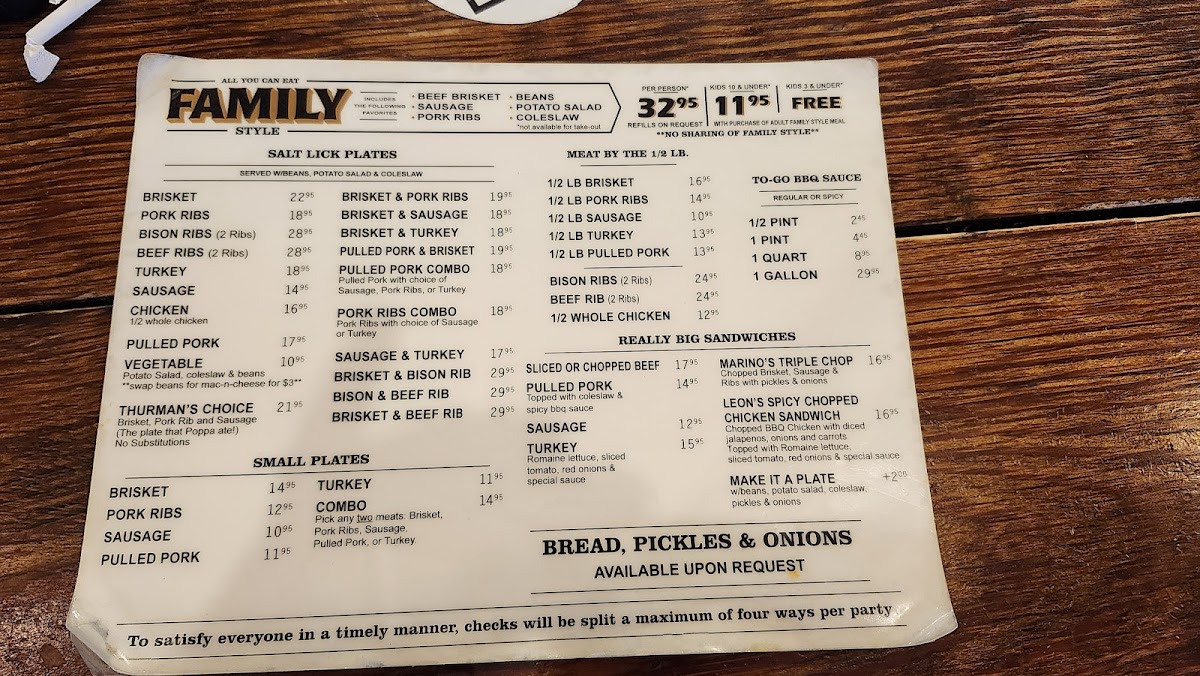 ALL YOU CAN EAT
FAMILY
STYLE
INCLUDES
THE FOLLOWING
FAVORITES
• BEEF BRISKET
• SAUSAGE
• PORK RIBS
• BEANS
• POTATO SALAD
• COLESLAW
*not available for take-out
PER PERSON*
32.95
REFILLS ON REQUEST
KIDS 10 & UNDER*
11.95
KIDS 3 & UNDER*
FREE
WITH PURCHASE OF ADULT FAMILY STYLE MEAL
**NO SHARING OF FAMILY STYLE**
SALT LICK PLATES
SERVED W/BEANS, POTATO SALAD & COLESLAW
BRISKET 22.95
PORK RIBS 18.95
BISON RIBS (2 Ribs) 28.95
BEEF RIBS (2 Ribs) 28.95
TURKEY 18.95
SAUSAGE 14.95
CHICKEN 16.95
1/2 whole chicken
PULLED PORK 17.95
VEGETABLE 10.95
Potato Salad, coleslaw & beans
**swap beans for mac-n-cheese for $3**
THURMAN'S CHOICE 21.95
Brisket, Pork Rib and Sausage
(The plate that Poppa ate!)
No Substitutions
BRISKET & PORK RIBS 19.95
BRISKET & SAUSAGE 18.95
BRISKET & TURKEY 18.95
PULLED PORK & BRISKET 19.95
PULLED PORK COMBO 18.95
Pulled Pork with choice of
Sausage, Pork Ribs, or Turkey
PORK RIBS COMBO 18.95
Pork Ribs with choice of Sausage
or Turkey
SAUSAGE & TURKEY 17.95
BRISKET & BISON RIB 29.95
BISON & BEEF RIB 29.95
BRISKET & BEEF RIB 29.95
SMALL PLATES
BRISKET 14.95
PORK RIBS 12.95
SAUSAGE 10.95
PULLED PORK 11.95
TURKEY 11.95
COMBO 14.95
Pick any two meats: Brisket,
Pork Ribs, Sausage,
Pulled Pork, or Turkey.
MEAT BY THE 1/2 LB.
1/2 LB BRISKET 16.95
1/2 LB PORK RIBS 14.95
1/2 LB SAUSAGE 10.95
1/2 LB TURKEY 13.95
1/2 LB PULLED PORK 13.95
BISON RIBS (2 Ribs) 24.95
BEEF RIB (2 Ribs) 24.95
1/2 WHOLE CHICKEN 12.95
TO-GO BBQ SAUCE
REGULAR OR SPICY
1/2 PINT 2.45
1 PINT 4.45
1 QUART 8.95
1 GALLON 29.95
REALLY BIG SANDWICHES
SLICED OR CHOPPED BEEF 17.95
PULLED PORK 14.95
Topped with coleslaw &
spicy bbq sauce
SAUSAGE 12.95
TURKEY 15.95
Romaine lettuce, sliced
tomato, red onions &
special sauce
MARINO'S TRIPLE CHOP 16.95
Chopped Brisket, Sausage &
Ribs with pickles & onions
LEON'S SPICY CHOPPED
CHICKEN SANDWICH 16.95
Chopped BBQ Chicken with diced
jalapenos, onions and carrots.
Topped with Romaine lettuce,
sliced tomato, red onions & special sauce
MAKE IT A PLATE +2.00
w/beans, potato salad, coleslaw,
pickles & onions
BREAD, PICKLES & ONIONS
AVAILABLE UPON REQUEST
To satisfy everyone in a timely manner, checks will be split a maximum of four ways per party